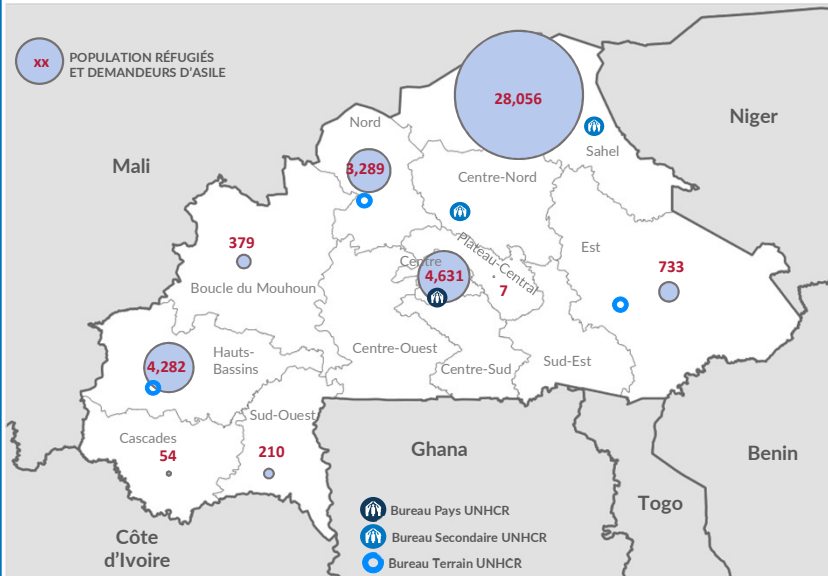 xx
POPULATION RÉFUGIÉS
ET DEMANDEURS D'ASILE
28,056
Niger
Nord
Sahel
Mali
3,289
Centre-Nord
379
Plateau-Central
Est
Centre
4,631
733
7
Boucle du Mouhoun
Centre-Ouest
Hauts-
Bassins
4,282
Centre-Sud
Sud-Est
Sud-Ouest
Cascades
54
210
Ghana
Benin
Togo
Côte
d'Ivoire
Bureau Pays UNHCR
Bureau Secondaire UNHCR
Bureau Terrain UNHCR